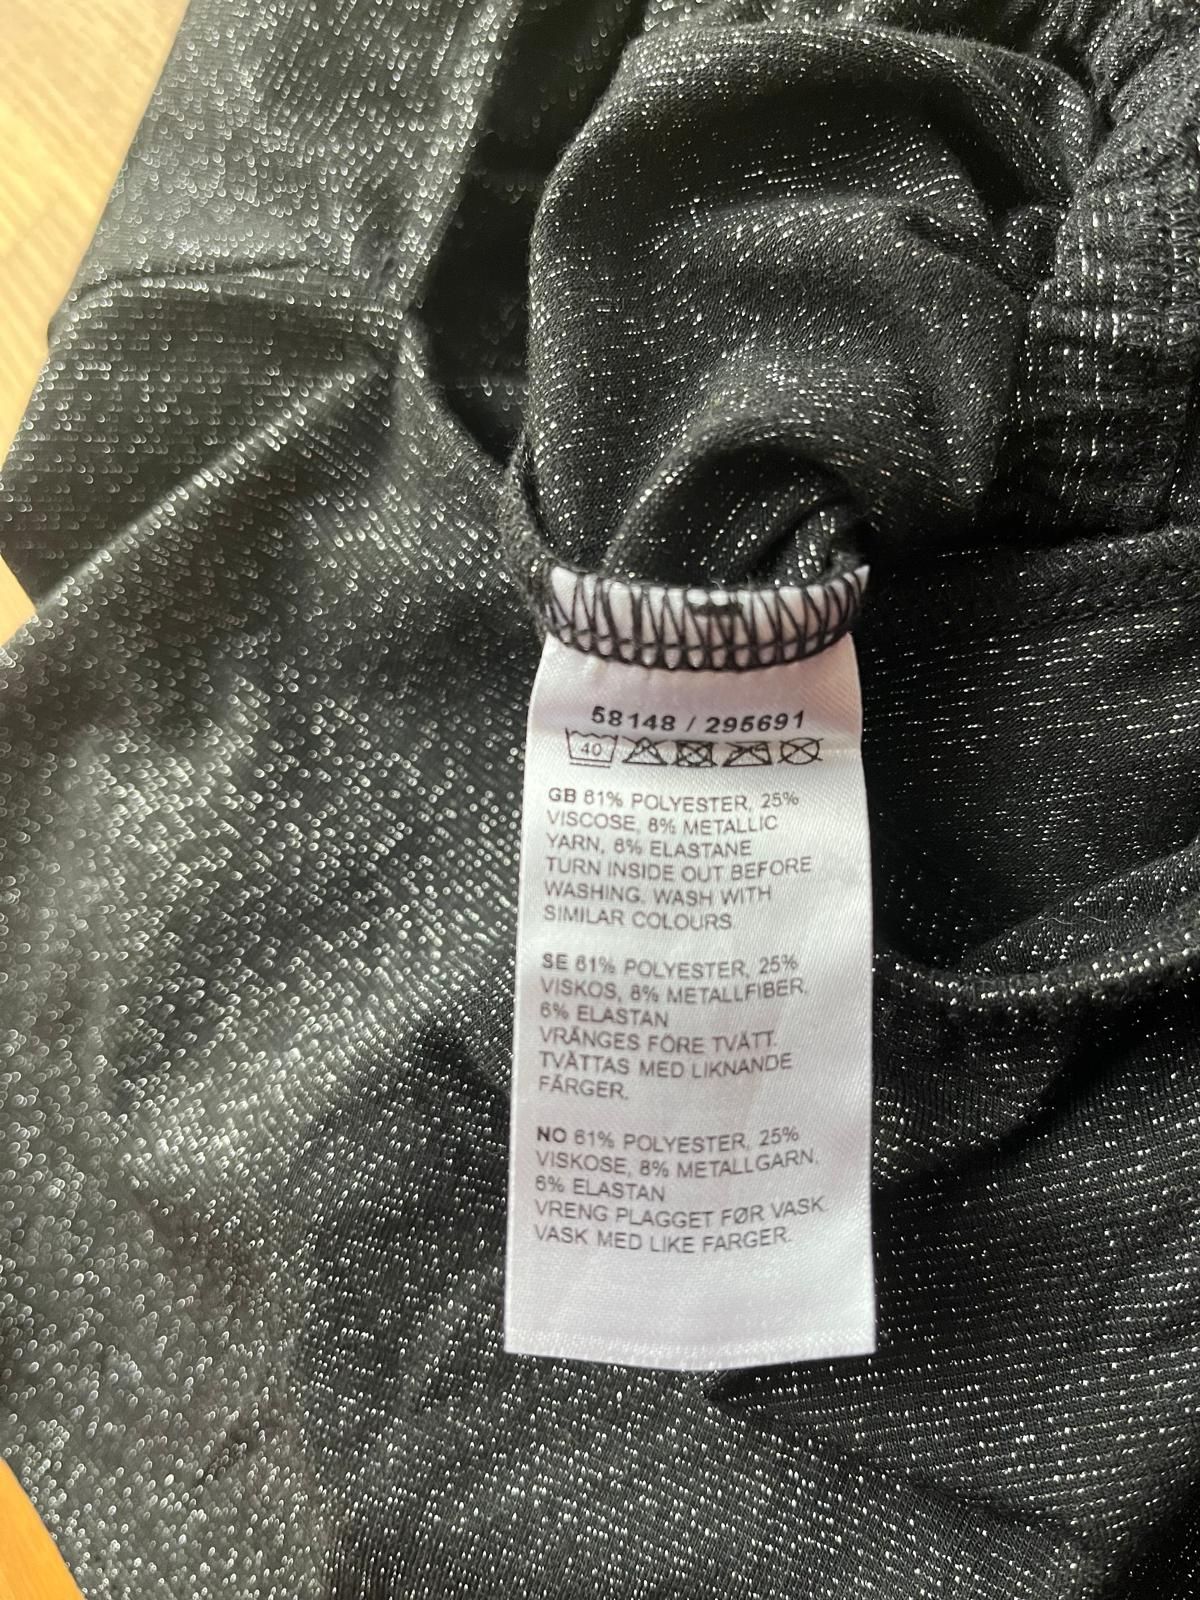 58148 / 295691
40
GB 61% POLYESTER, 25%
VISCOSE, 8% METALLIC
YARN, 6% ELASTANE
TURN INSIDE OUT BEFORE
WASHING. WASH WITH
SIMILAR COLOURS
SE 61% POLYESTER, 25%
VISKOS, 8% METALLFIBER,
6% ELASTAN
VRÄNGES FÖRE TVÄTT.
TVÄTTAS MED LIKNANDE
FÄRGER.
NO 61% POLYESTER, 25%
VISKOSE, 8% METALLGARN,
6% ELASTAN
VRENG PLAGGET FØR VASK.
VASK MED LIKE FARGER.